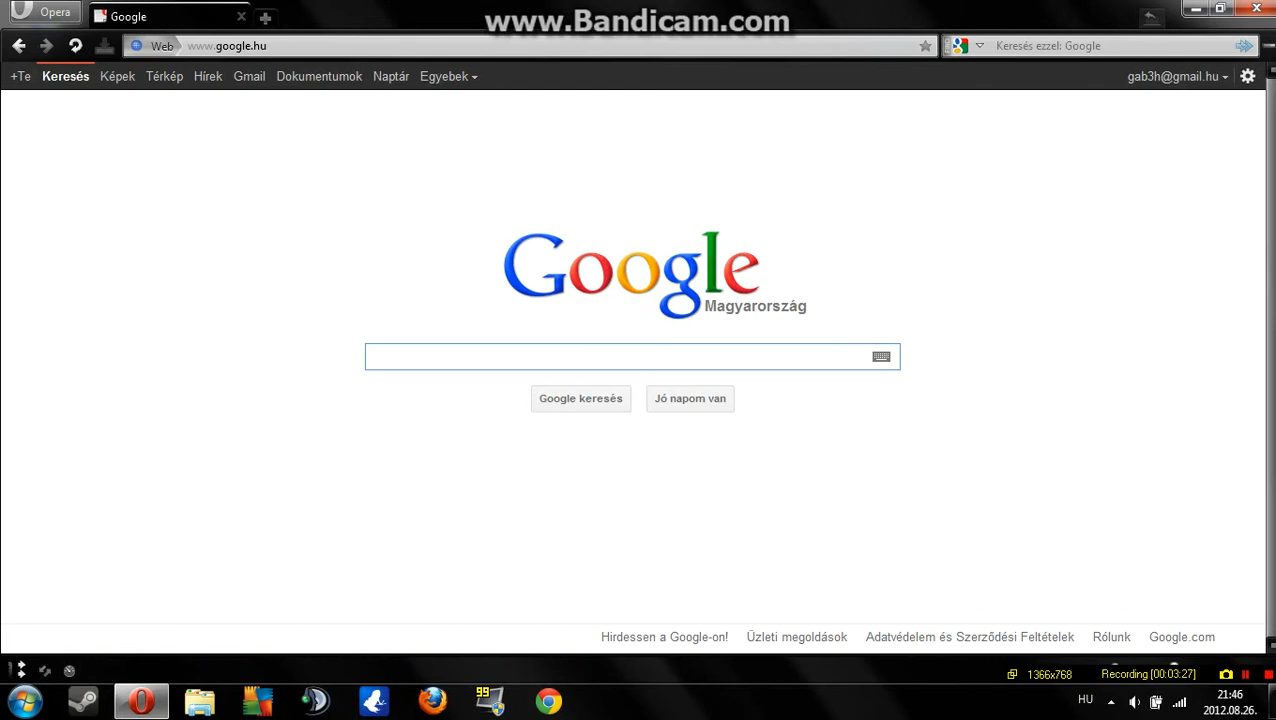 Opera
Google
www.Bandicam.com
Web
www.google.hu
Keresés ezzel: Google
+Te Keresés Képek Térkép Hírek Gmail Dokumentumok Naptár Egyebek
gab3h@gmail.hu
Google
Magyarország
Google keresés
Jó napom van
Hirdessen a Google-on! Üzleti megoldások Adatvédelem és Szerződési Feltételek Rólunk Google.com
1366x768 Recording [00:03:27]
99
HU
21:46
2012.08.26.